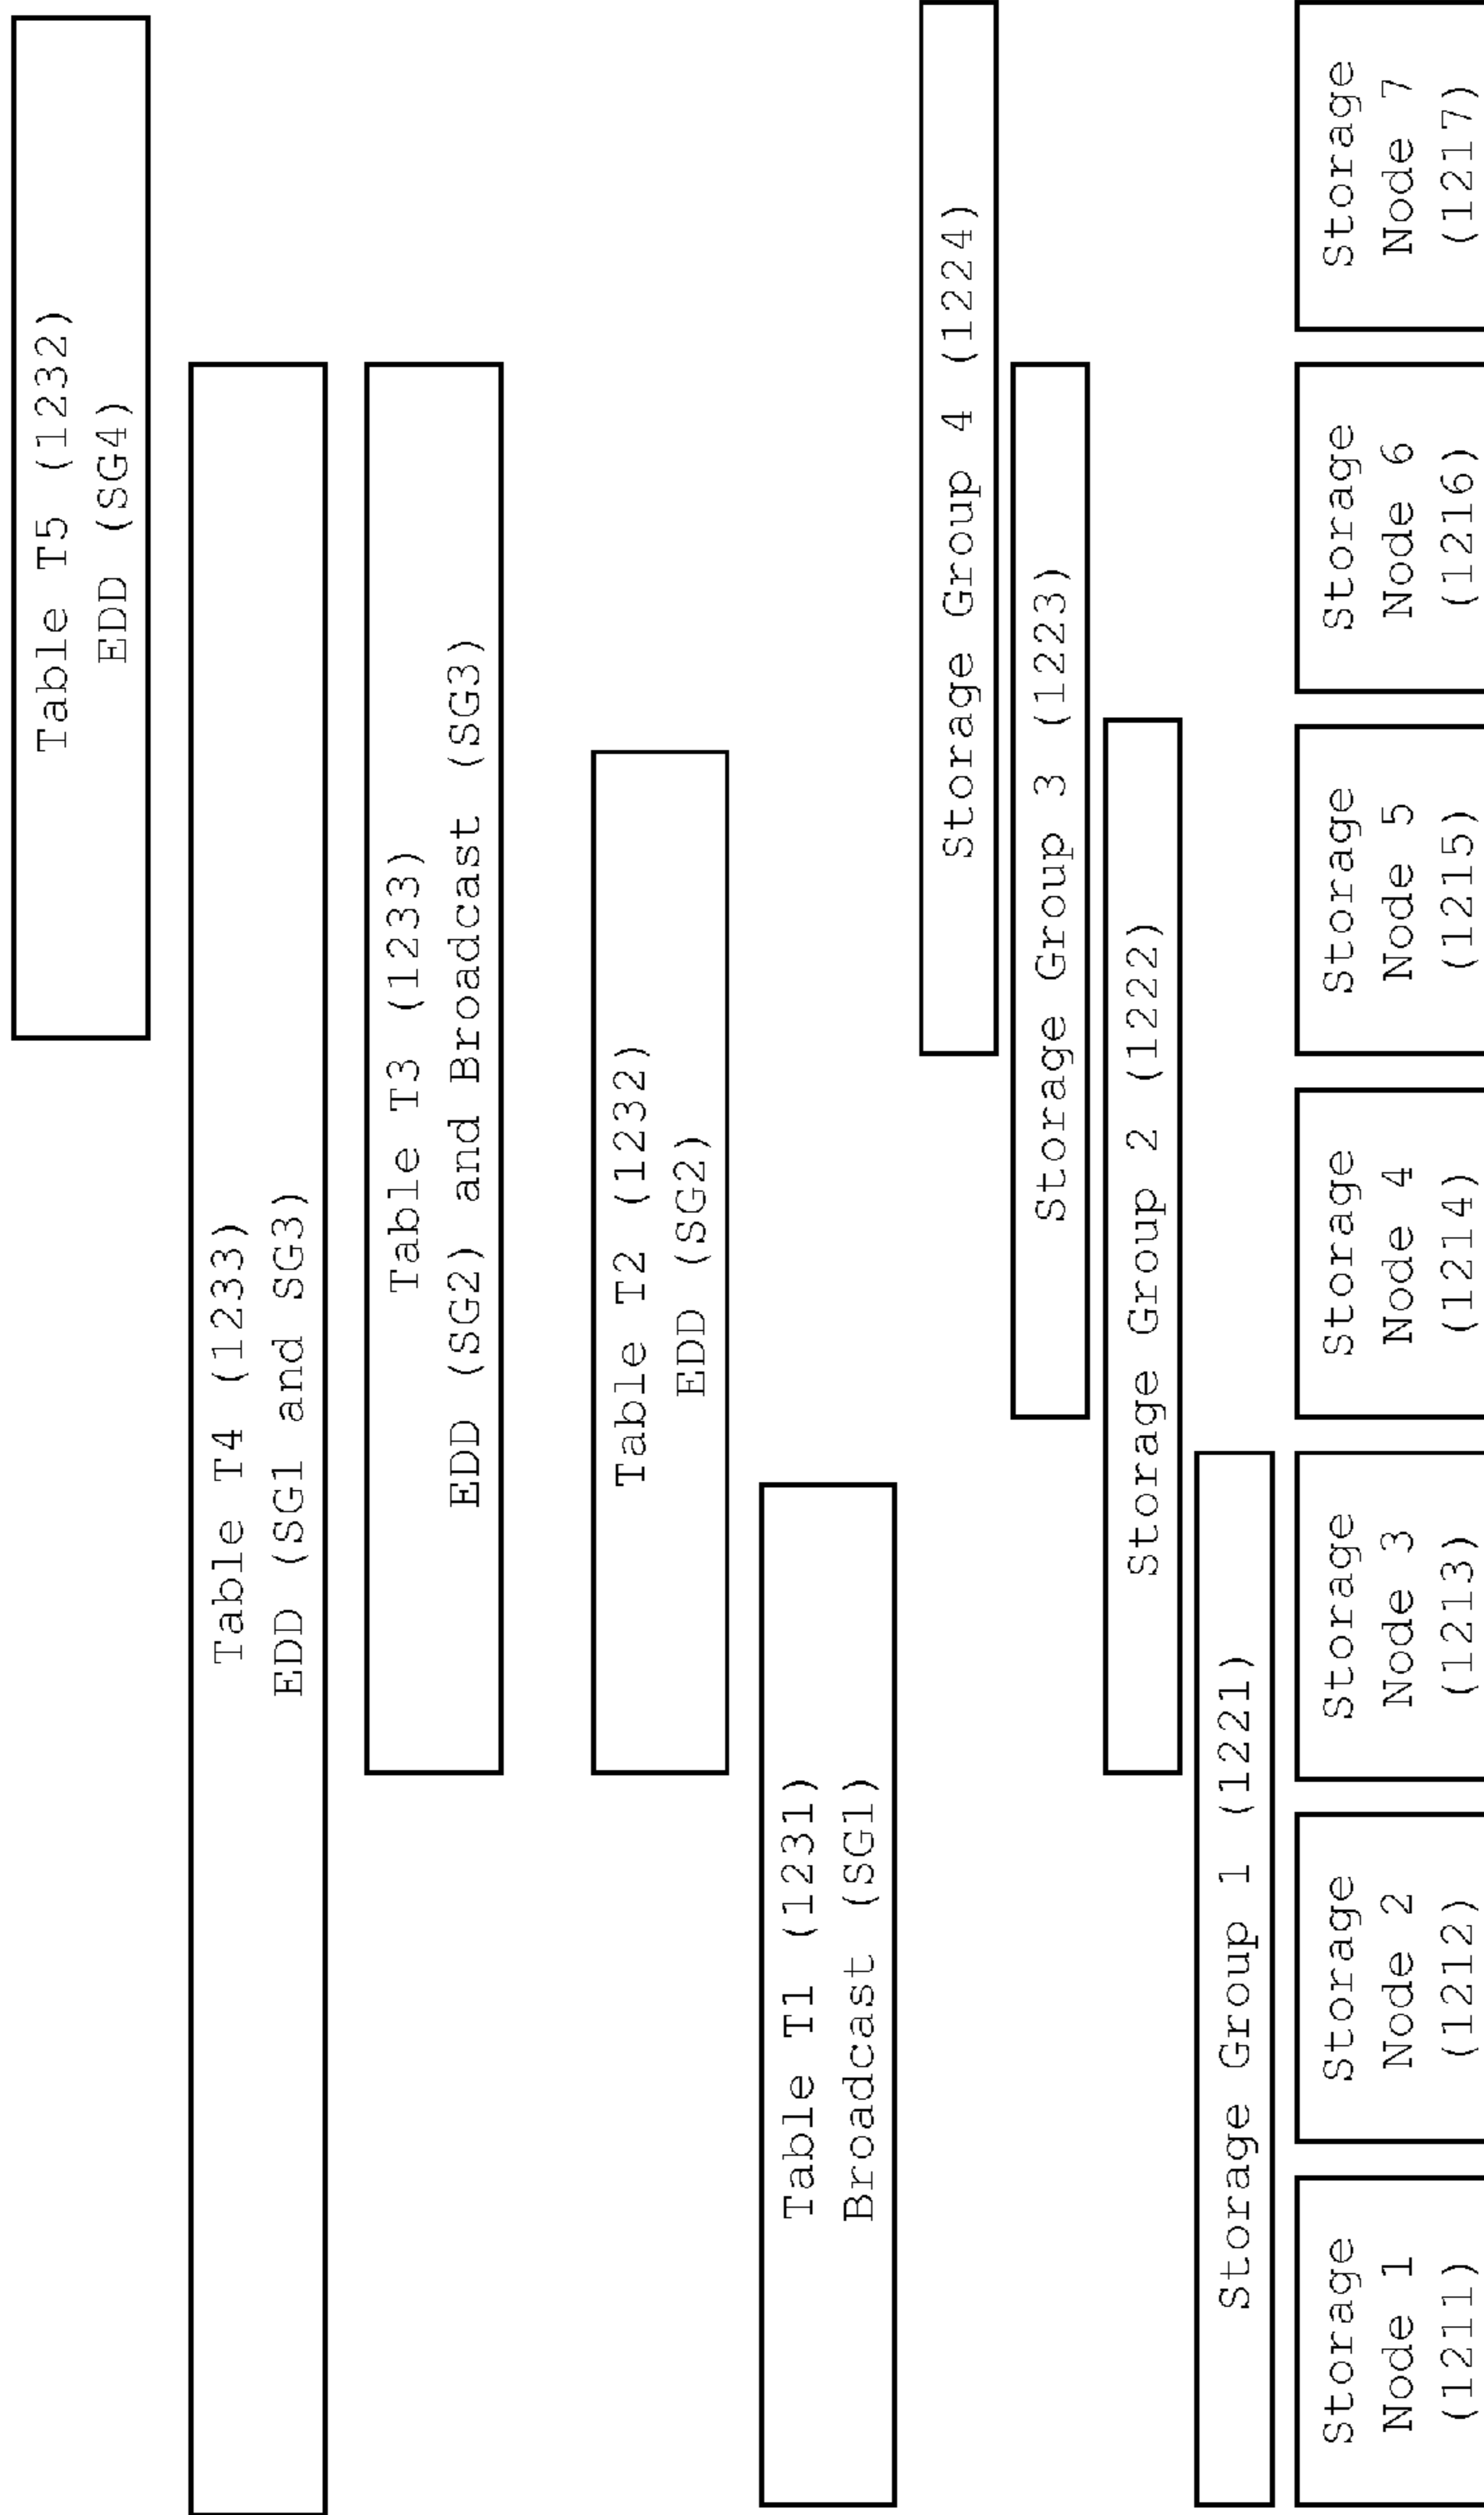 Table T5 (1232)
EDD (SG4)
Table T4 (1233)
EDD (SG1 and SG3)
Table T3 (1233)
EDD (SG2) and Broadcast (SG3)
Table T2 (1232)
EDD (SG2)
Table T1 (1231)
Broadcast (SG1)
Storage Group 4 (1224)
Storage Group 3 (1223)
Storage Group 2 (1222)
Storage Group 1 (1221)
Storage
Node 1
(1211)
Storage
Node 2
(1212)
Storage
Node 3
(1213)
Storage
Node 4
(1214)
Storage
Node 5
(1215)
Storage
Node 6
(1216)
Storage
Node 7
(1217)